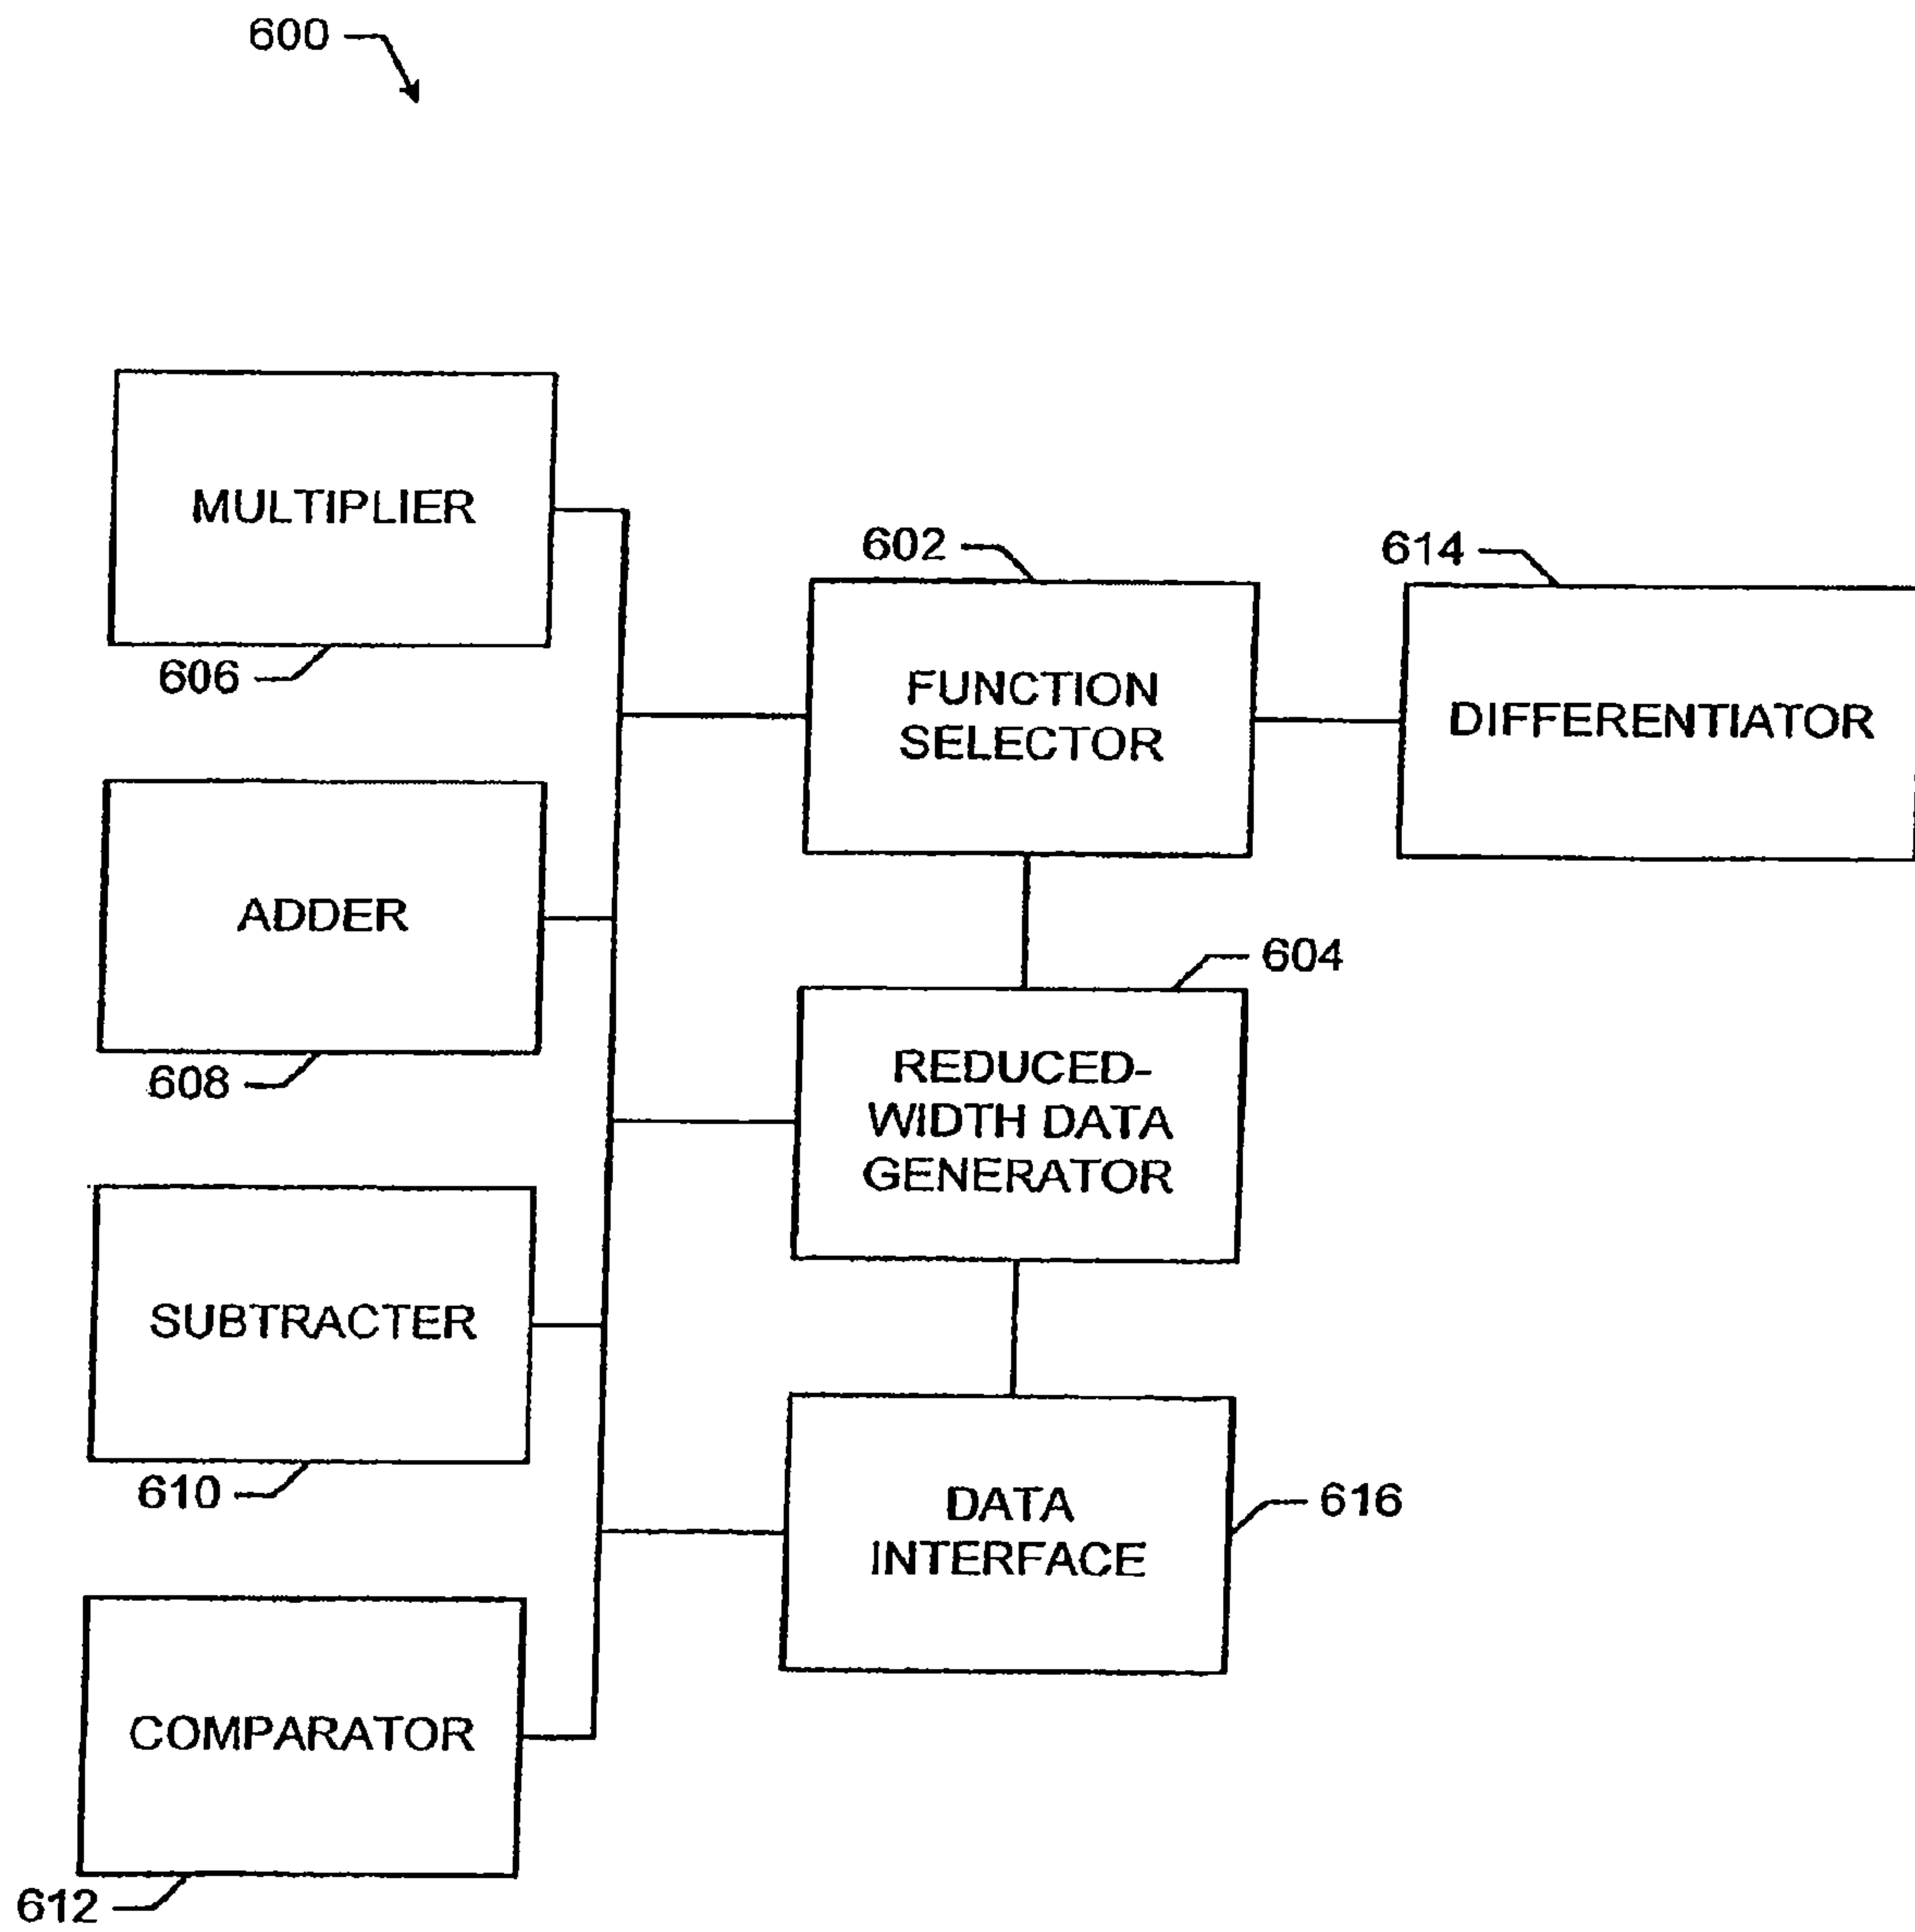 600
MULTIPLIER
606
602
FUNCTION
SELECTOR
614
DIFFERENTIATOR
ADDER
608
604
REDUCED-
WIDTH DATA
GENERATOR
SUBTRACTER
610
DATA
INTERFACE
616
COMPARATOR
612